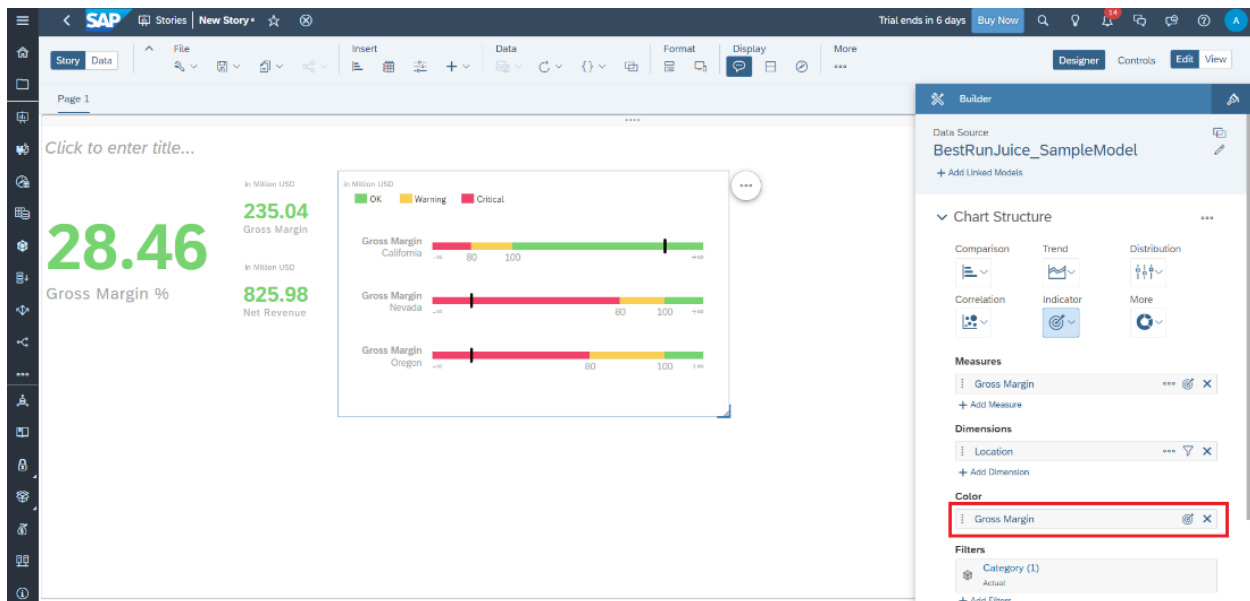 SAP Stories New Story * Trial ends in 6 days Buy Now 14 A
Story Data File Insert Data Format Display More Designer Controls Edit View
Page 1
Click to enter title...
28.46
Gross Margin %
in Million USD
235.04
Gross Margin
in Million USD
825.98
Net Revenue
in Million USD
OK Warning Critical
Gross Margin
California
80 100
Gross Margin
Nevada
80 100
Gross Margin
Oregon
80 100
Builder
Data Source
BestRunJuice_SampleModel
+ Add Linked Models
Chart Structure
Comparison Trend Distribution
Correlation Indicator More
Measures
Gross Margin
+ Add Measure
Dimensions
Location
+ Add Dimension
Color
Gross Margin
Filters
Category (1)
Actual
+ Add Filters